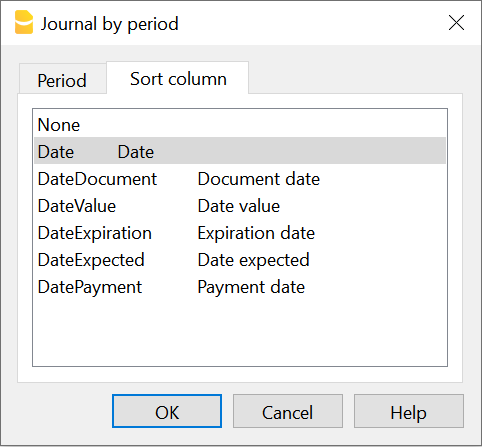 Journal by period
Period Sort column
None
Date Date
DateDocument Document date
DateValue Date value
DateExpiration Expiration date
DateExpected Date expected
DatePayment Payment date
OK Cancel Help